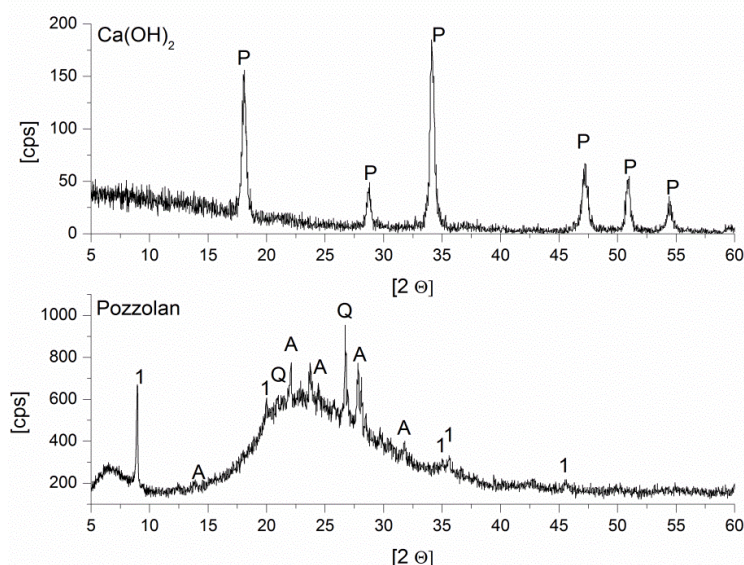 Ca(OH)₂
[cps]
200
150
100
50
0
P P P P P P
5 10 15 20 25 30 35 40 45 50 55 60
[2 Θ]
Pozzolan
[cps]
1000
800
600
400
200
1 A 1 Q A A Q A A 1 1 1
5 10 15 20 25 30 35 40 45 50 55 60
[2 Θ]